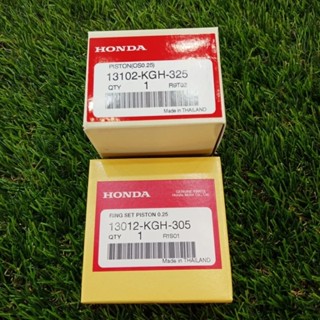 HONDA
PISTON(OS0.25)
13102-KGH-325
QTY 1
Made in THAILAND
HONDA
RING SET PISTON 0.25
13012-KGH-305
QTY 1 R1SO1
Made in THAILAND